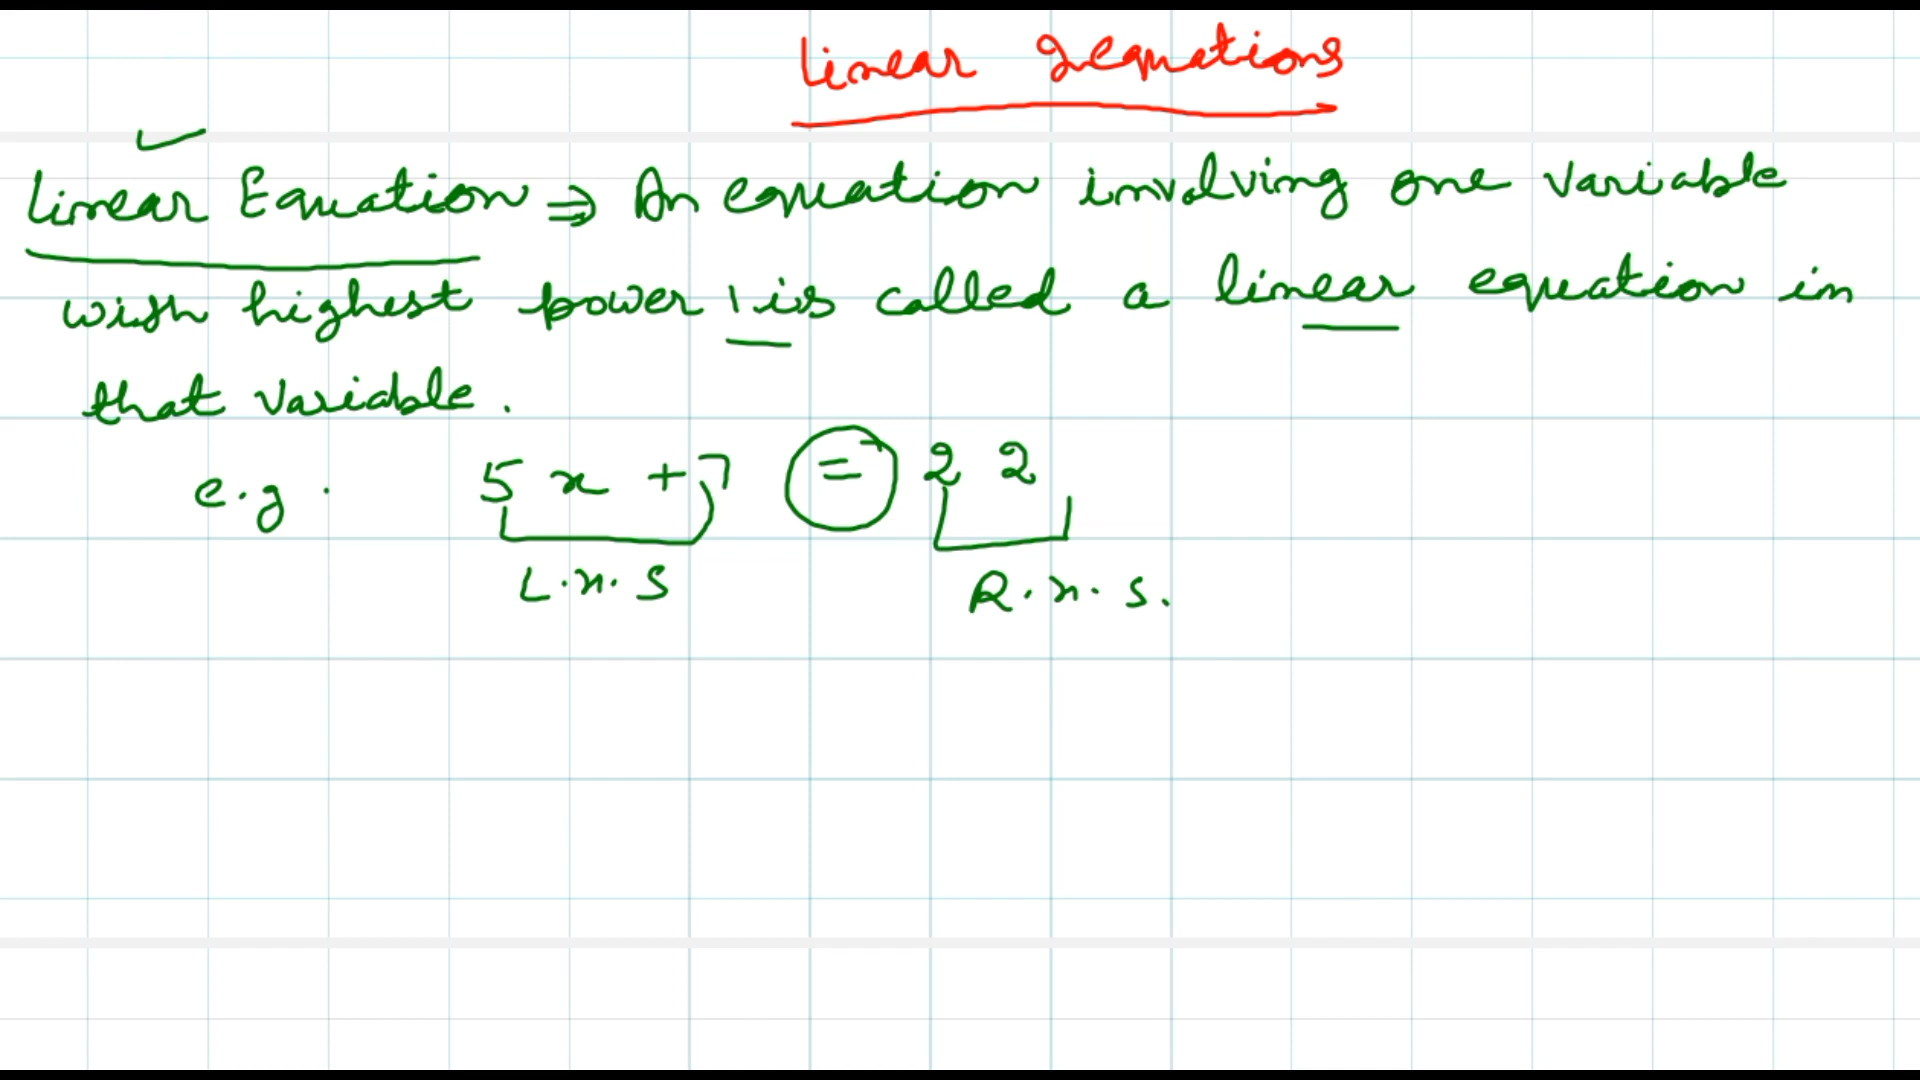 Linear Inequations
Linear Equation ⇒ An equation involving one variable
with highest power 1 is called a linear equation in
that variable.
e.g. 5x + 7 = 22
L.H.S R.H.S.